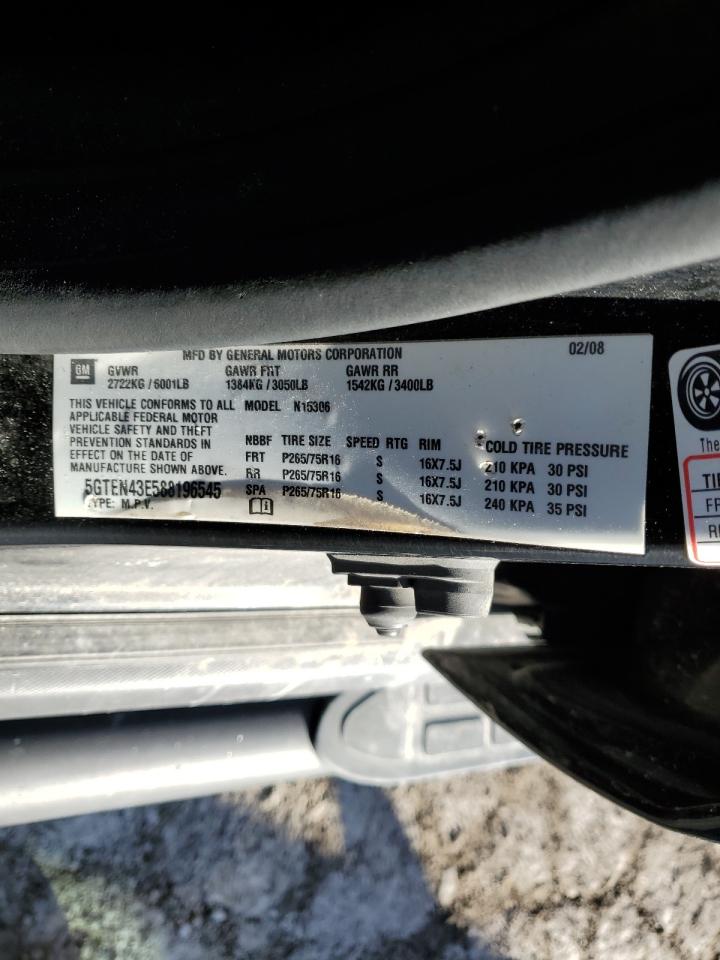 MFD BY GENERAL MOTORS CORPORATION 02/08
GM GVWR GAWR FRT GAWR RR
2722KG / 6001LB 1384KG / 3050LB 1542KG / 3400LB
THIS VEHICLE CONFORMS TO ALL
APPLICABLE FEDERAL MOTOR
VEHICLE SAFETY AND THEFT
PREVENTION STANDARDS IN
EFFECT ON THE DATE OF
MANUFACTURE SHOWN ABOVE.
5GTEN43E588196545
TYPE: M.P.V.
MODEL N15306
NBBF TIRE SIZE SPEED RTG RIM COLD TIRE PRESSURE
FRT P265/75R16 S 16X7.5J 210 KPA 30 PSI
RR P265/75R16 S 16X7.5J 210 KPA 30 PSI
SPA P265/75R16 S 16X7.5J 240 KPA 35 PSI
The